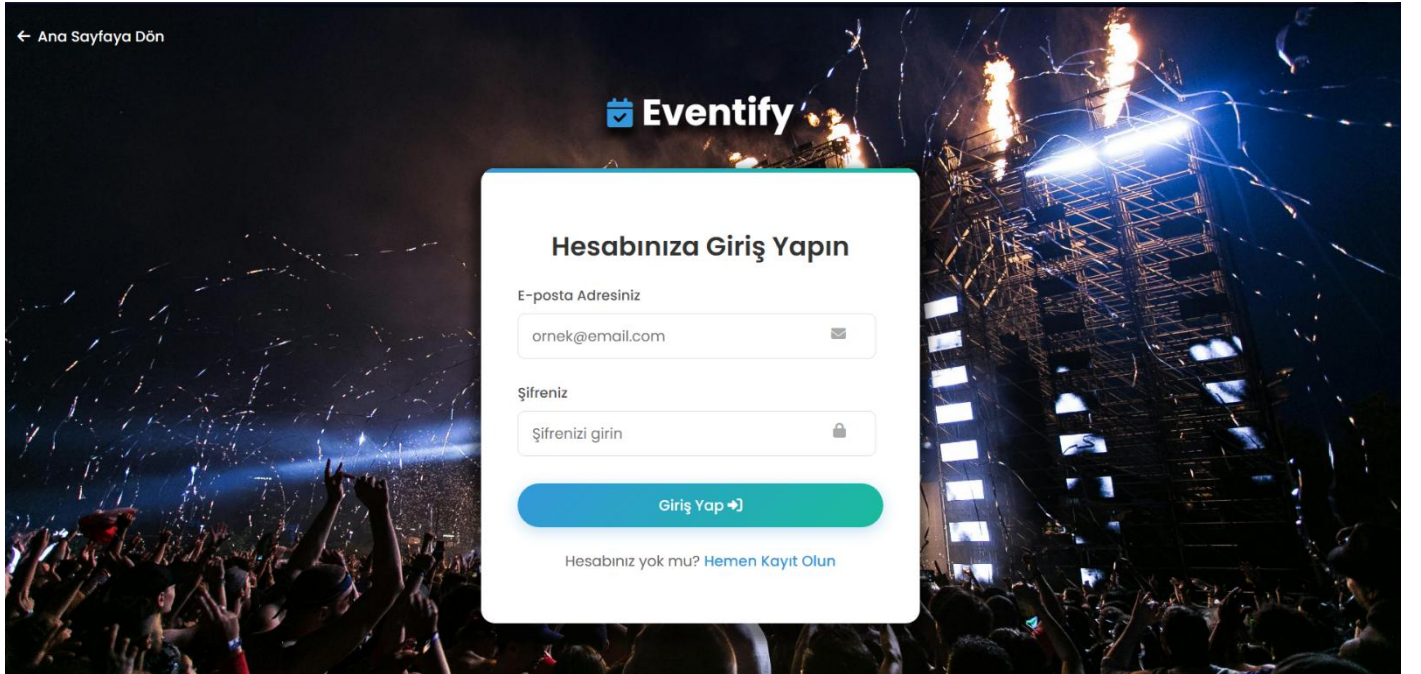 ← Ana Sayfaya Dön
Eventify
Hesabınıza Giriş Yapın
E-posta Adresiniz
ornek@email.com
Şifreniz
Şifrenizi girin
Giriş Yap
Hesabınız yok mu? Hemen Kayıt Olun